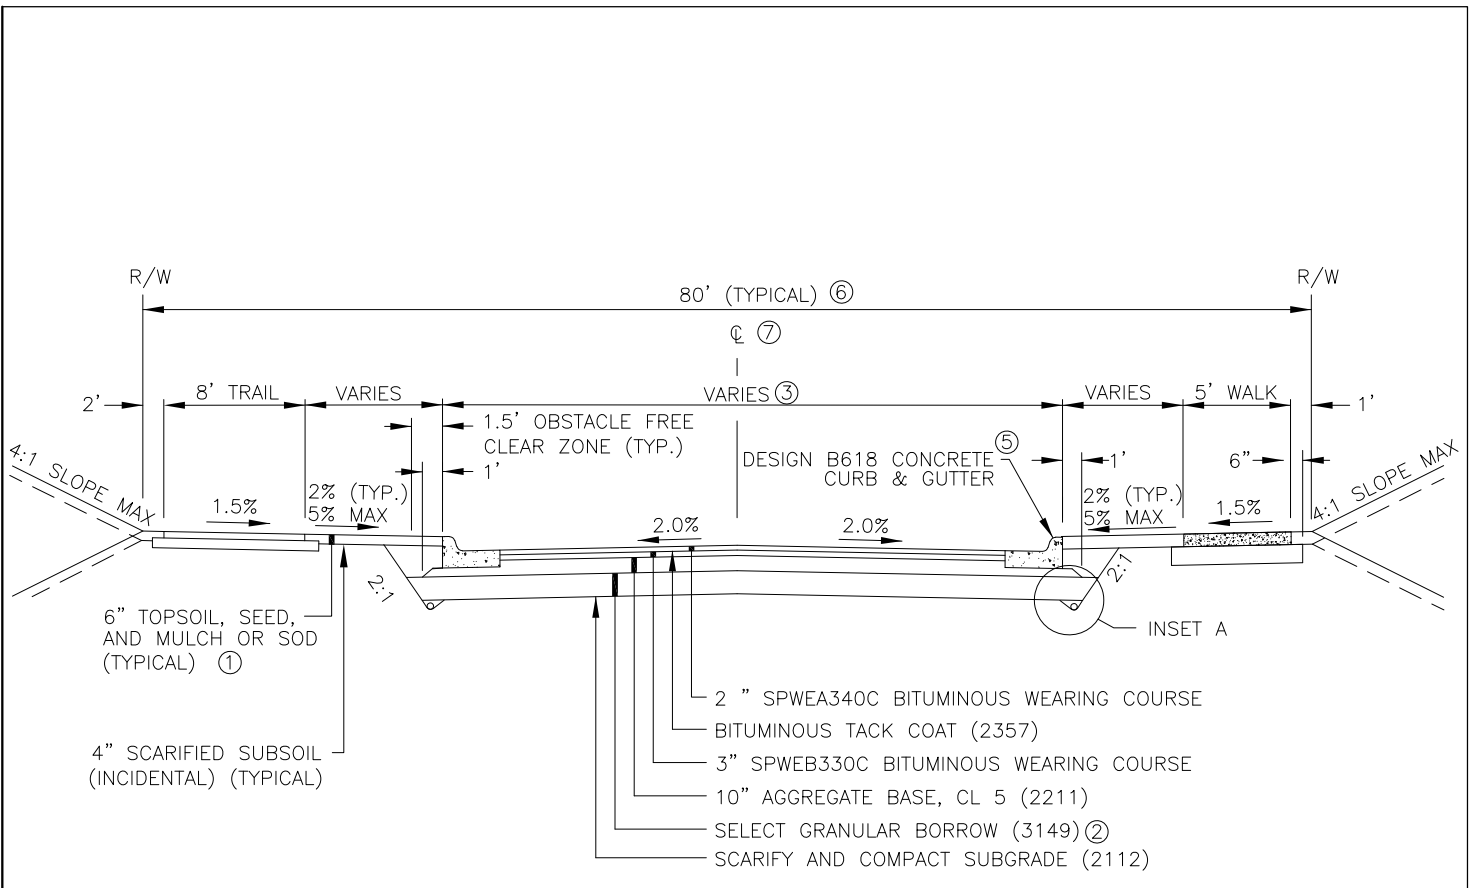 R/W
R/W
80' (TYPICAL) ⑥
℄ ⑦
2'
8' TRAIL
VARIES
VARIES ③
VARIES
5' WALK
1'
1.5' OBSTACLE FREE
CLEAR ZONE (TYP.)
⑤
DESIGN B618 CONCRETE
CURB & GUTTER
1'
1'
6"
4:1 SLOPE MAX
4:1 SLOPE MAX
1.5%
2% (TYP.)
5% MAX
2.0%
2.0%
2% (TYP.)
5% MAX
1.5%
2:1
2:1
6" TOPSOIL, SEED,
AND MULCH OR SOD
(TYPICAL) ①
INSET A
4" SCARIFIED SUBSOIL
(INCIDENTAL) (TYPICAL)
2 " SPWEA340C BITUMINOUS WEARING COURSE
BITUMINOUS TACK COAT (2357)
3" SPWEB330C BITUMINOUS WEARING COURSE
10" AGGREGATE BASE, CL 5 (2211)
SELECT GRANULAR BORROW (3149) ②
SCARIFY AND COMPACT SUBGRADE (2112)